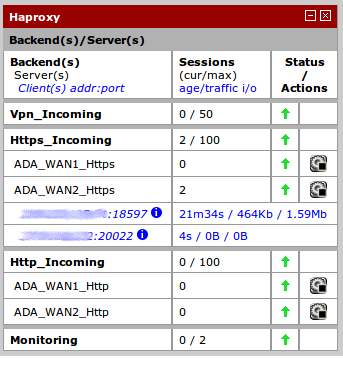 Haproxy
Backend(s)/Server(s)
Backend(s) Sessions Status
Server(s) (cur/max) /
Client(s) addr:port age/traffic i/o Actions
Vpn_Incoming 0 / 50
Https_Incoming 2 / 100
ADA_WAN1_Https 0
ADA_WAN2_Https 2
:18597 21m34s / 464Kb / 1.59Mb
2:20022 4s / 0B / 0B
Http_Incoming 0 / 100
ADA_WAN1_Http 0
ADA_WAN2_Http 0
Monitoring 0 / 2